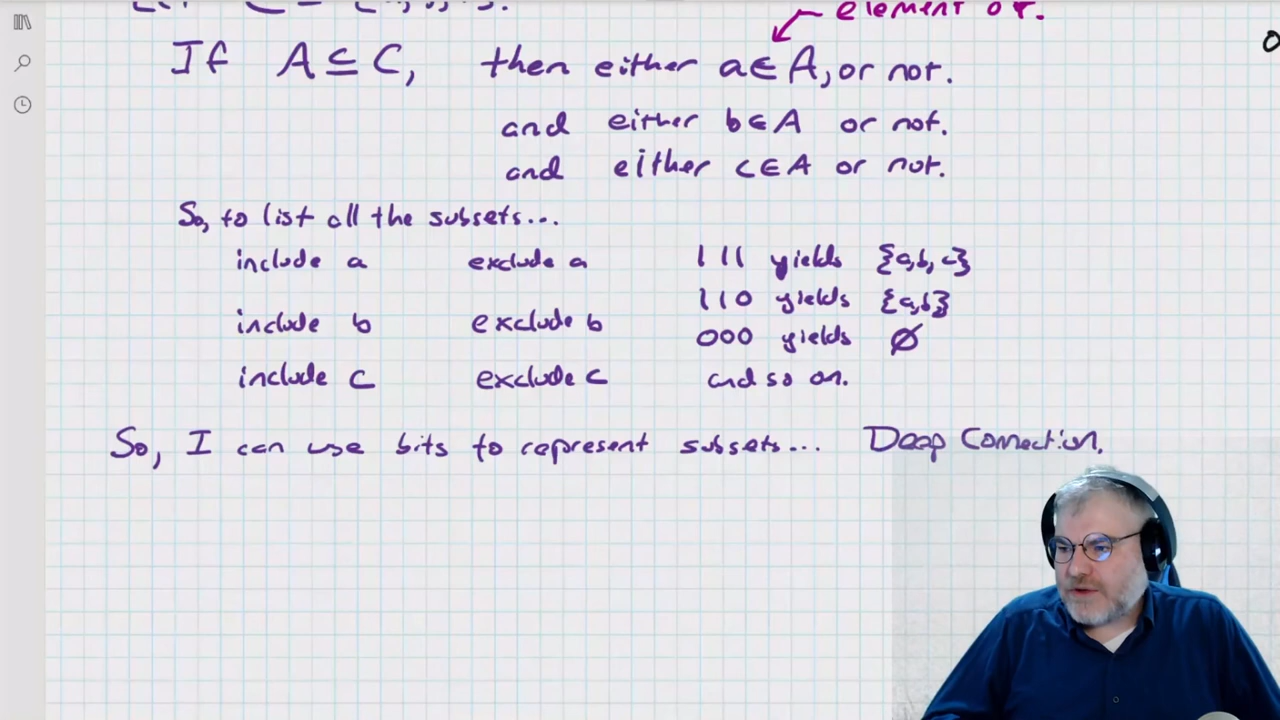 element of.
If A ⊆ C, then either a ∈ A, or not.
and either b ∈ A or not.
and either c ∈ A or not.
So, to list all the subsets...
include a exclude a 111 yields {a,b,c}
110 yields {a,b}
include b exclude b
000 yields ∅
include c exclude c and so on.
So, I can use bits to represent subsets... Deep Connection.